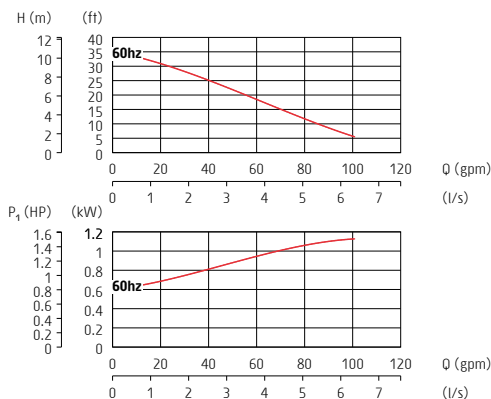 H (m) (ft)
12 40
35
10 60hz
30
8 25
6 20
15
4
10
2 5
0 0
0 20 40 60 80 100 120 Q (gpm)
0 1 2 3 4 5 6 7 (l/s)
P1 (HP) (kW)
1.6 1.2
1.4
1.2 1
1 0.8
0.8 60hz
0.6 0.6
0.4 0.4
0.2 0.2
0 0
0 20 40 60 80 100 120 Q (gpm)
0 1 2 3 4 5 6 7 (l/s)